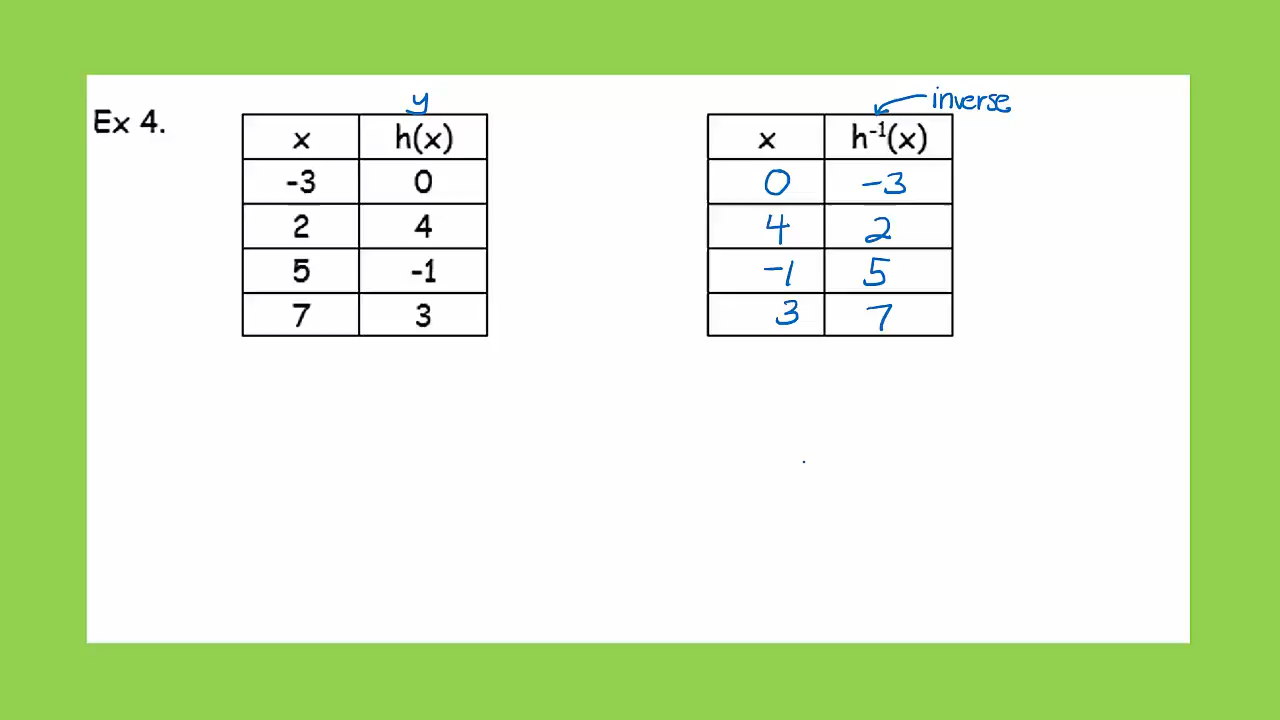 y inverse
Ex 4.
x h(x) x h⁻¹(x)
-3 0 0 -3
2 4 4 2
5 -1 -1 5
7 3 3 7